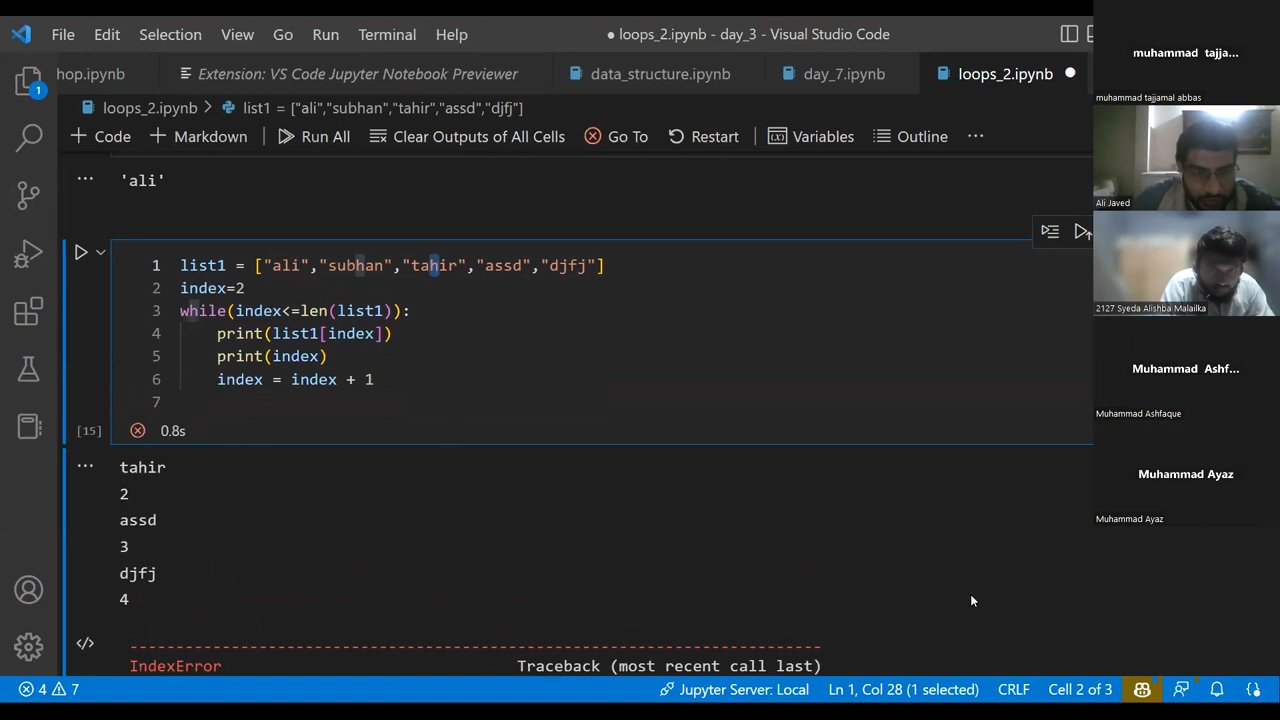 File Edit Selection View Go Run Terminal Help
● loops_2.ipynb - day_3 - Visual Studio Code
hop.ipynb
Extension: VS Code Jupyter Notebook Previewer
data_structure.ipynb
day_7.ipynb
loops_2.ipynb ●
loops_2.ipynb > list1 = ["ali","subhan","tahir","assd","djfj"]
+ Code + Markdown Run All Clear Outputs of All Cells Go To Restart Variables Outline ...
... 'ali'
1 list1 = ["ali","subhan","tahir","assd","djfj"]
2 index=2
3 while(index<=len(list1)):
4 print(list1[index])
5 print(index)
6 index = index + 1
7
[15] 0.8s
... tahir
2
assd
3
djfj
4
---------------------------------------------------------------------------
IndexError Traceback (most recent call last)
1
4 7
Jupyter Server: Local Ln 1, Col 28 (1 selected) CRLF Cell 2 of 3
muhammad tajja...
muhammad tajjamal abbas
Ali Javed
2127 Syeda Alishba Malailka
Muhammad Ashf...
Muhammad Ashfaque
Muhammad Ayaz
Muhammad Ayaz